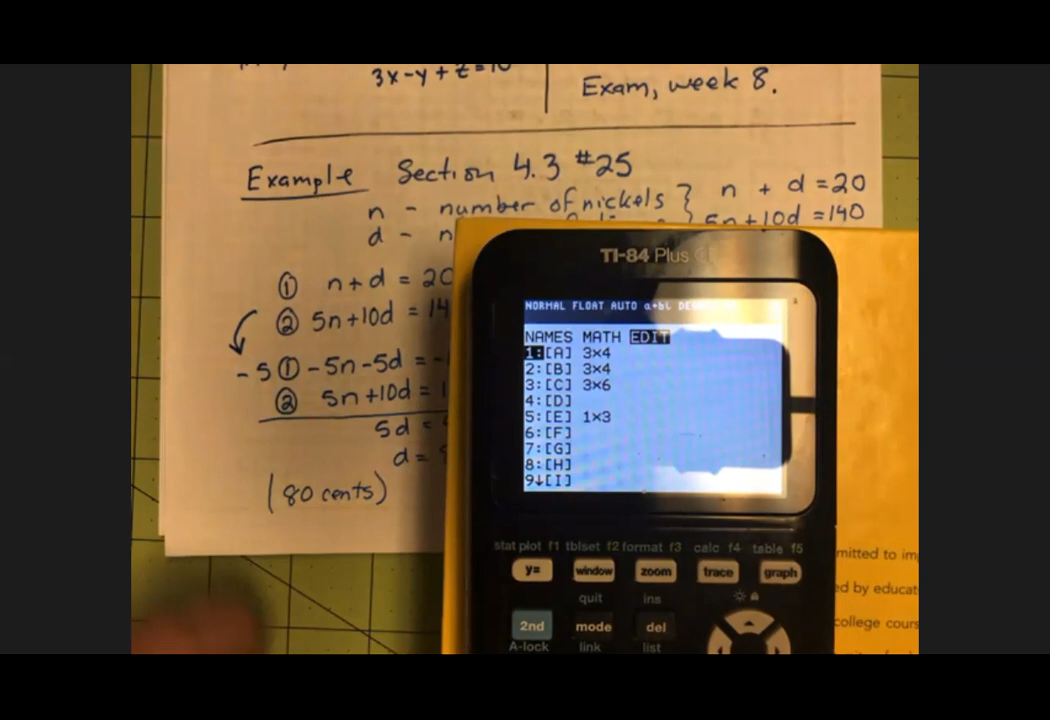 3x-y+z=10
Exam, week 8.
Example Section 4.3 #25
n - number of nickels } n + d = 20
d - n 5n+10d = 140
① n+d = 20
② 5n+10d = 14
-5① -5n-5d = -
② 5n+10d = 1
5d =
d =
(80 cents)
TI-84 Plus
NORMAL FLOAT AUTO a+bi
NAMES MATH EDIT
1:[A] 3×4
2:[B] 3×4
3:[C] 3×6
4:[D]
5:[E] 1×3
6:[F]
7:[G]
8:[H]
9↓[I]
stat plot f1 tblset f2 format f3 calc f4 table f5
y= window zoom trace graph
quit ins
2nd mode del
A-lock link list
mitted to im
ed by educat
college cours